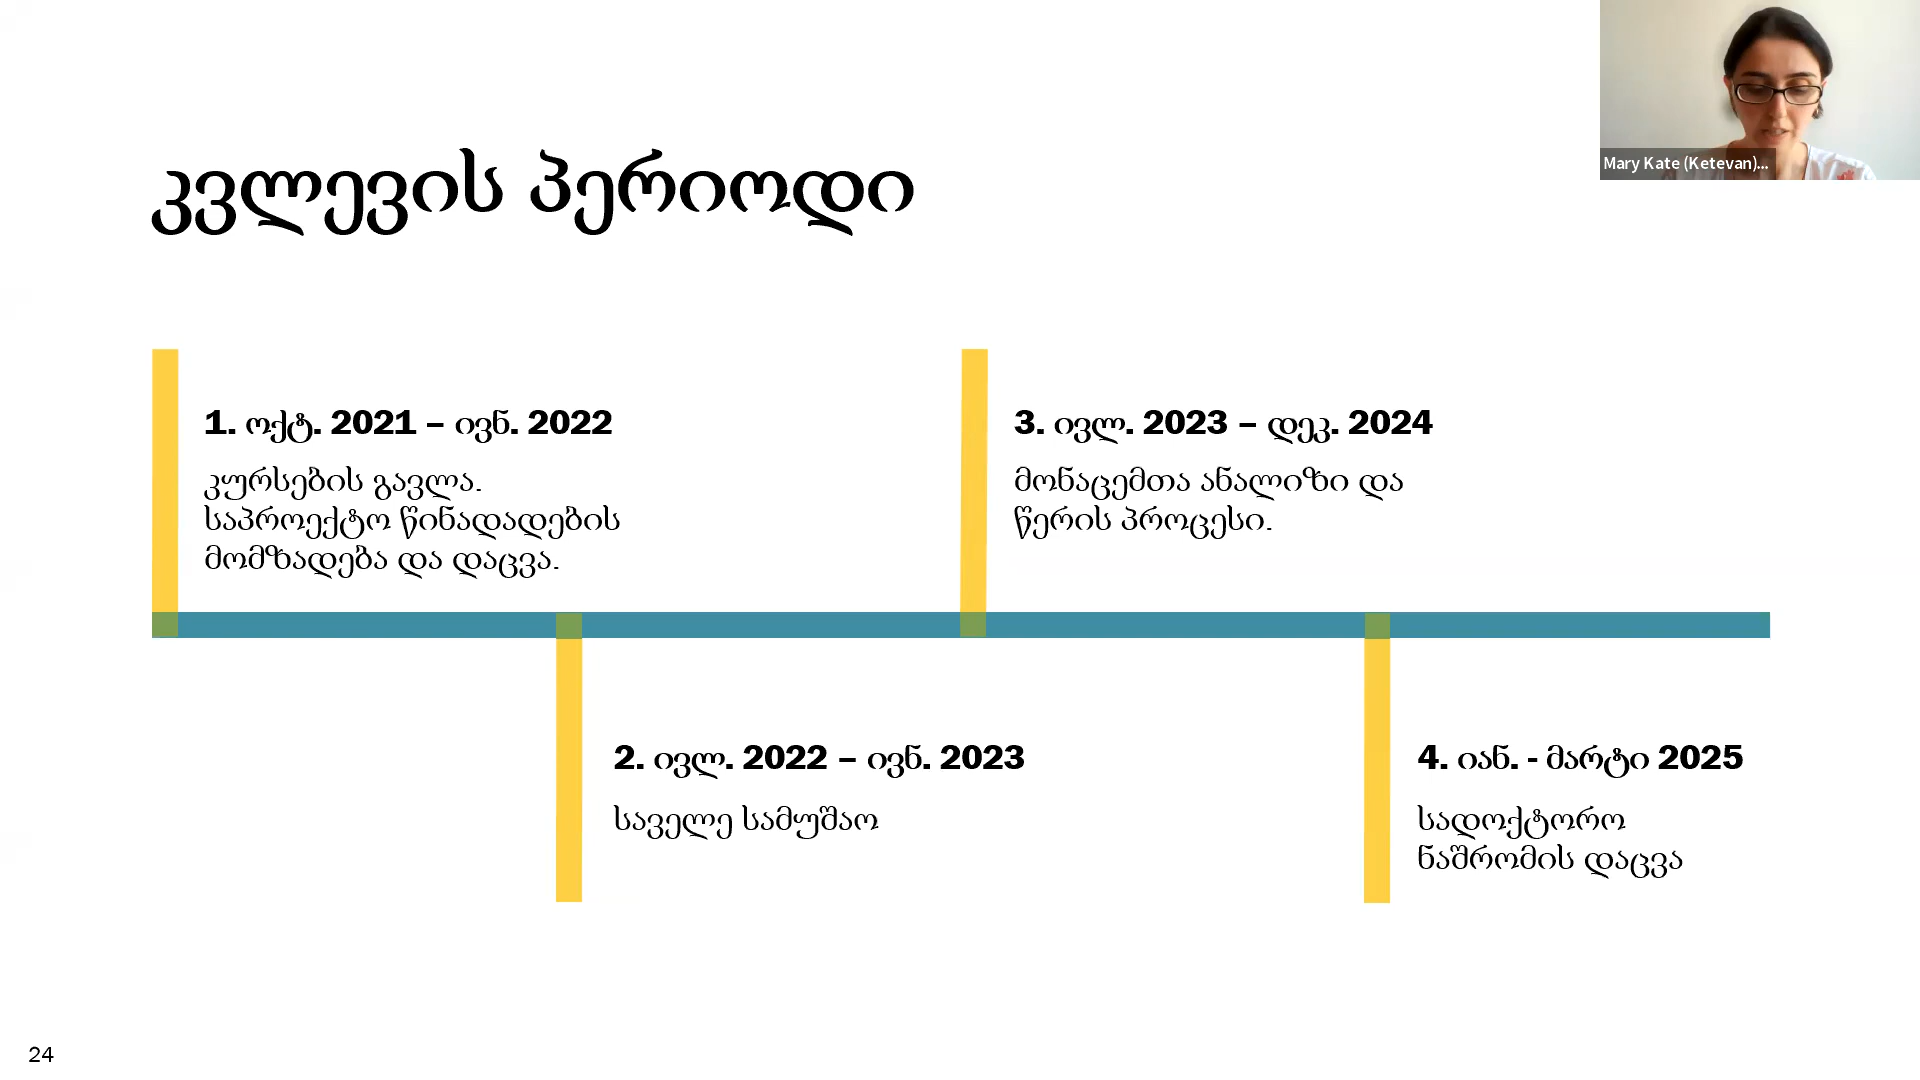 Mary Kate (Ketevan)...
კვლევის პერიოდი
1. ოქტ. 2021 – ივნ. 2022
კურსების გავლა.
საპროექტო წინადადების
მომზადება და დაცვა.
3. ივლ. 2023 – დეკ. 2024
მონაცემთა ანალიზი და
წერის პროცესი.
2. ივლ. 2022 – ივნ. 2023
საველე სამუშაო
4. იან. - მარტი 2025
სადოქტორო
ნაშრომის დაცვა
24